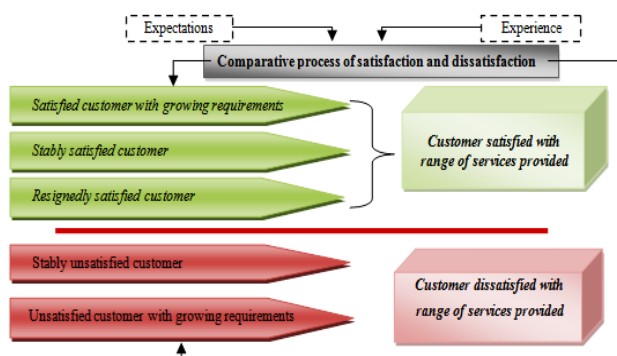 Expectations
Experience
Comparative process of satisfaction and dissatisfaction
Satisfied customer with growing requirements
Stably satisfied customer
Resignedly satisfied customer
Customer satisfied with
range of services provided
Stably unsatisfied customer
Unsatisfied customer with growing requirements
Customer dissatisfied with
range of services provided